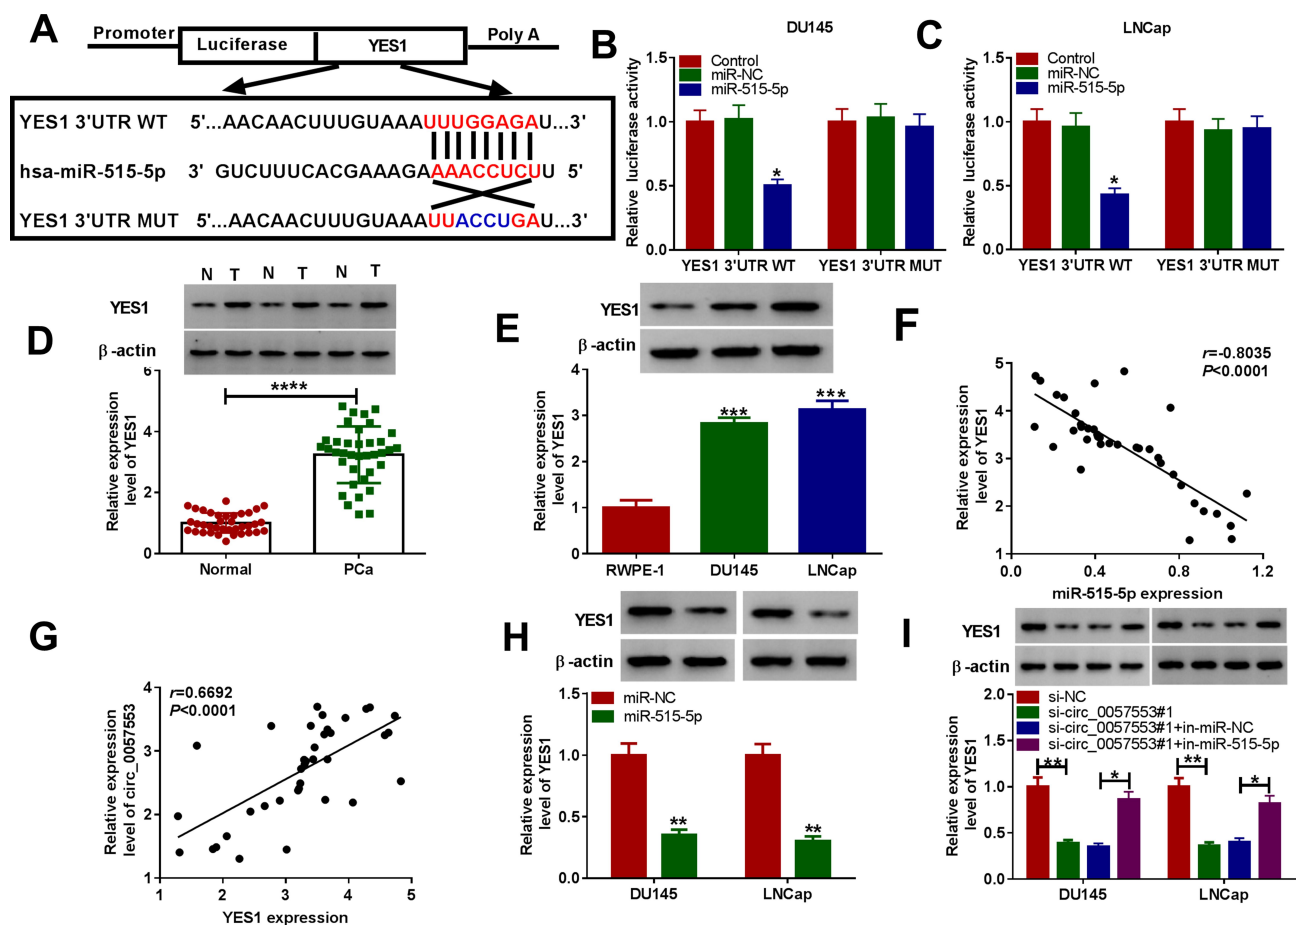 A
Promoter
Luciferase
YES1
Poly A
YES1 3'UTR WT 5'...AACAACUUUGUAAAUUUGGAGAU...3'
hsa-miR-515-5p 3' GUCUUUCACGAAAGAAAACCUCUU 5'
YES1 3'UTR MUT 5'...AACAACUUUGUAAAUUACCUGAU...3'
B
DU145
Relative luciferase activity
1.5
1.0
0.5
0.0
Control
miR-NC
miR-515-5p
*
YES1 3'UTR WT YES1 3'UTR MUT
C
LNCap
Relative luciferase activity
1.5
1.0
0.5
0.0
Control
miR-NC
miR-515-5p
*
YES1 3'UTR WT YES1 3'UTR MUT
D
N T N T N T
YES1
β-actin
Relative expression
level of YES1
6
4
2
0
****
Normal PCa
E
YES1
β-actin
Relative expression
level of YES1
4
3
2
1
0
***
***
RWPE-1 DU145 LNCap
F
r=-0.8035
P<0.0001
Relative expression
level of YES1
5
4
3
2
1
0.0 0.4 0.8 1.2
miR-515-5p expression
G
r=0.6692
P<0.0001
Relative expression
level of circ_0057553
4
3
2
1
1 2 3 4 5
YES1 expression
H
YES1
β-actin
miR-NC
miR-515-5p
Relative expression
level of YES1
1.5
1.0
0.5
0.0
**
**
DU145 LNCap
I
YES1
β-actin
si-NC
si-circ_0057553#1
si-circ_0057553#1+in-miR-NC
si-circ_0057553#1+in-miR-515-5p
Relative expression
level of YES1
2.0
1.5
1.0
0.5
0.0
** * ** *
DU145 LNCap